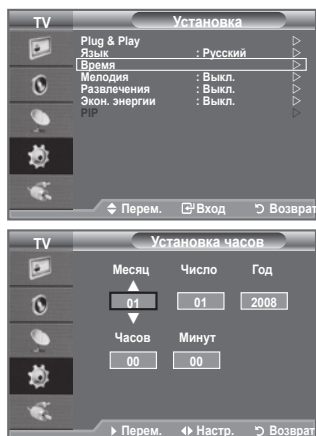 TV Установка
Plug & Play
Язык : Русский
Время
Мелодия : Выкл.
Развлечения : Выкл.
Экон. энергии : Выкл.
PIP
Перем. Вход Возврат
TV Установка часов
Месяц Число Год
01 01 2008
Часов Минут
00 00
Перем. Настр. Возврат